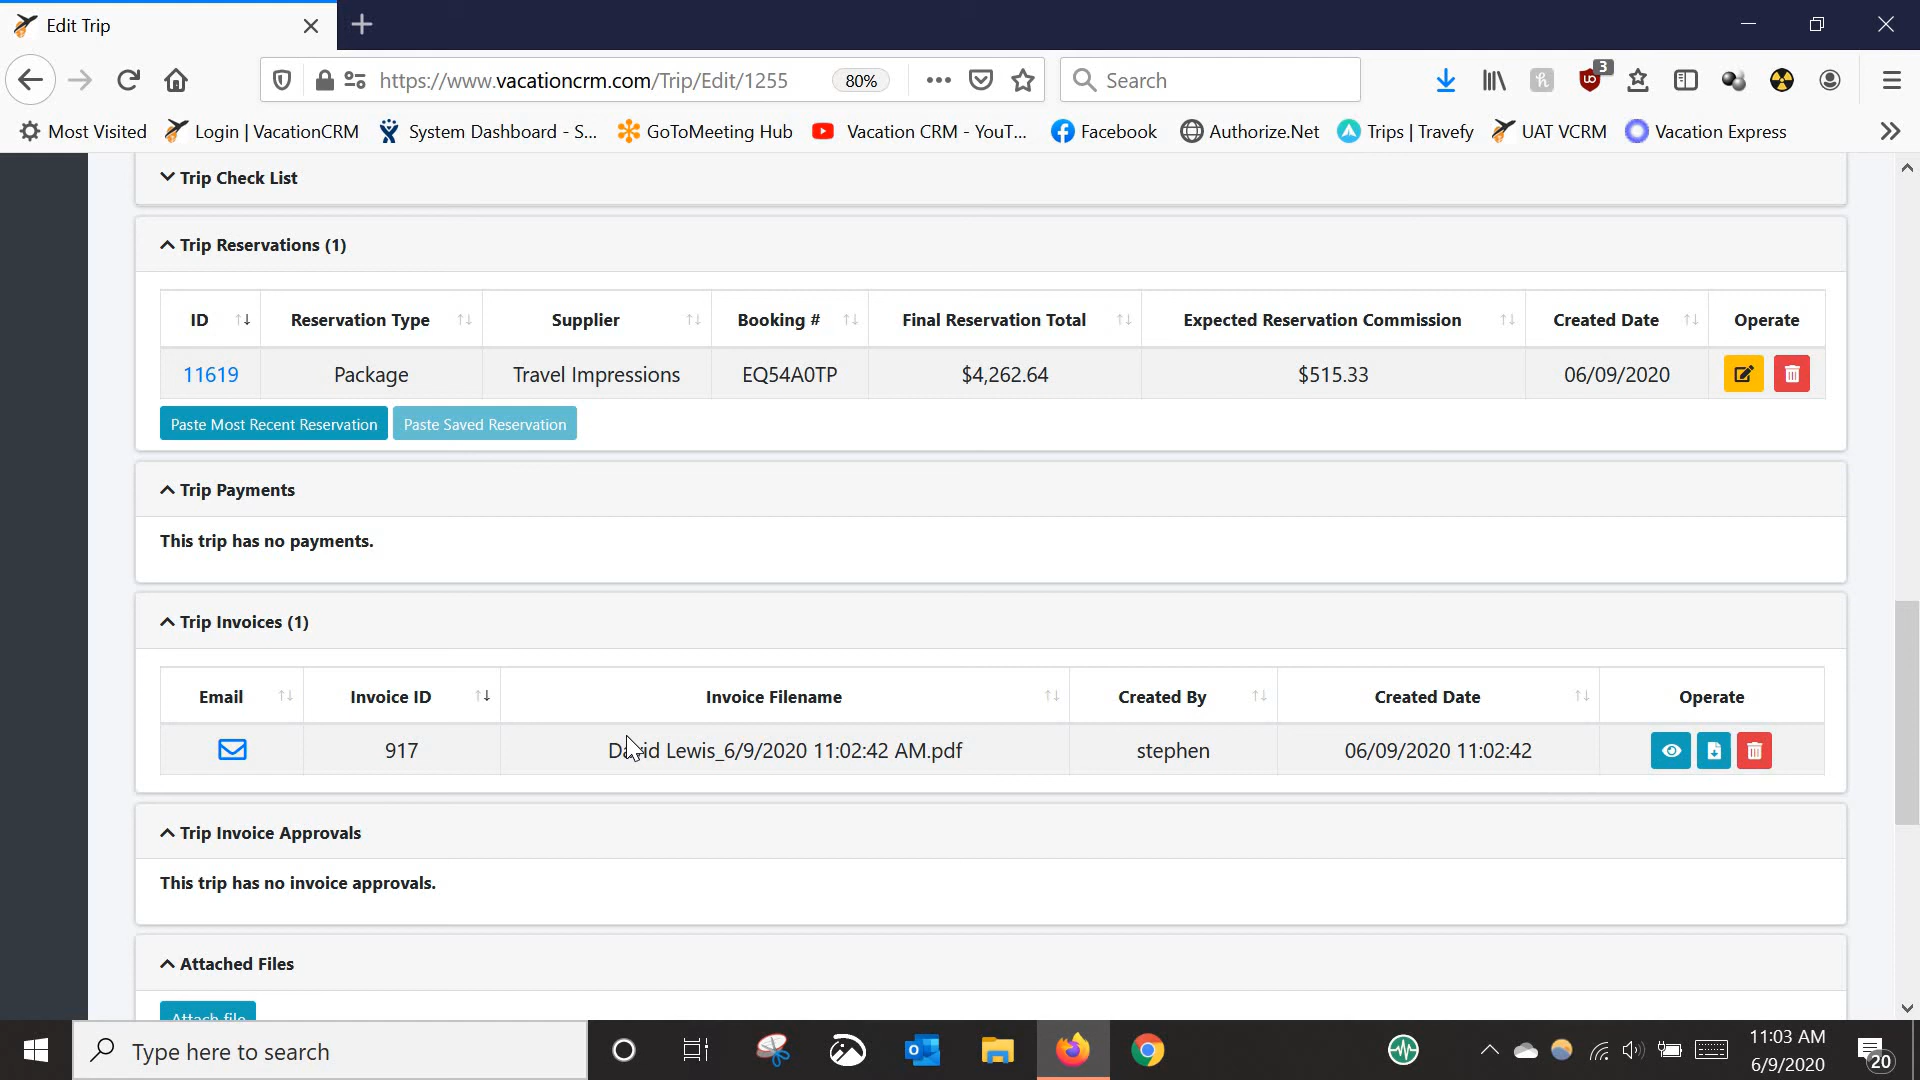 Edit Trip
https://www.vacationcrm.com/Trip/Edit/1255 80% Search 3
Most Visited Login | VacationCRM System Dashboard - S... GoToMeeting Hub Vacation CRM - YouT... Facebook Authorize.Net Trips | Travefy UAT VCRM Vacation Express
Trip Check List
Trip Reservations (1)
ID Reservation Type Supplier Booking # Final Reservation Total Expected Reservation Commission Created Date Operate
11619 Package Travel Impressions EQ54A0TP $4,262.64 $515.33 06/09/2020
Paste Most Recent Reservation Paste Saved Reservation
Trip Payments
This trip has no payments.
Trip Invoices (1)
Email Invoice ID Invoice Filename Created By Created Date Operate
917 David Lewis_6/9/2020 11:02:42 AM.pdf stephen 06/09/2020 11:02:42
Trip Invoice Approvals
This trip has no invoice approvals.
Attached Files
Attach file
Type here to search
11:03 AM
6/9/2020
20